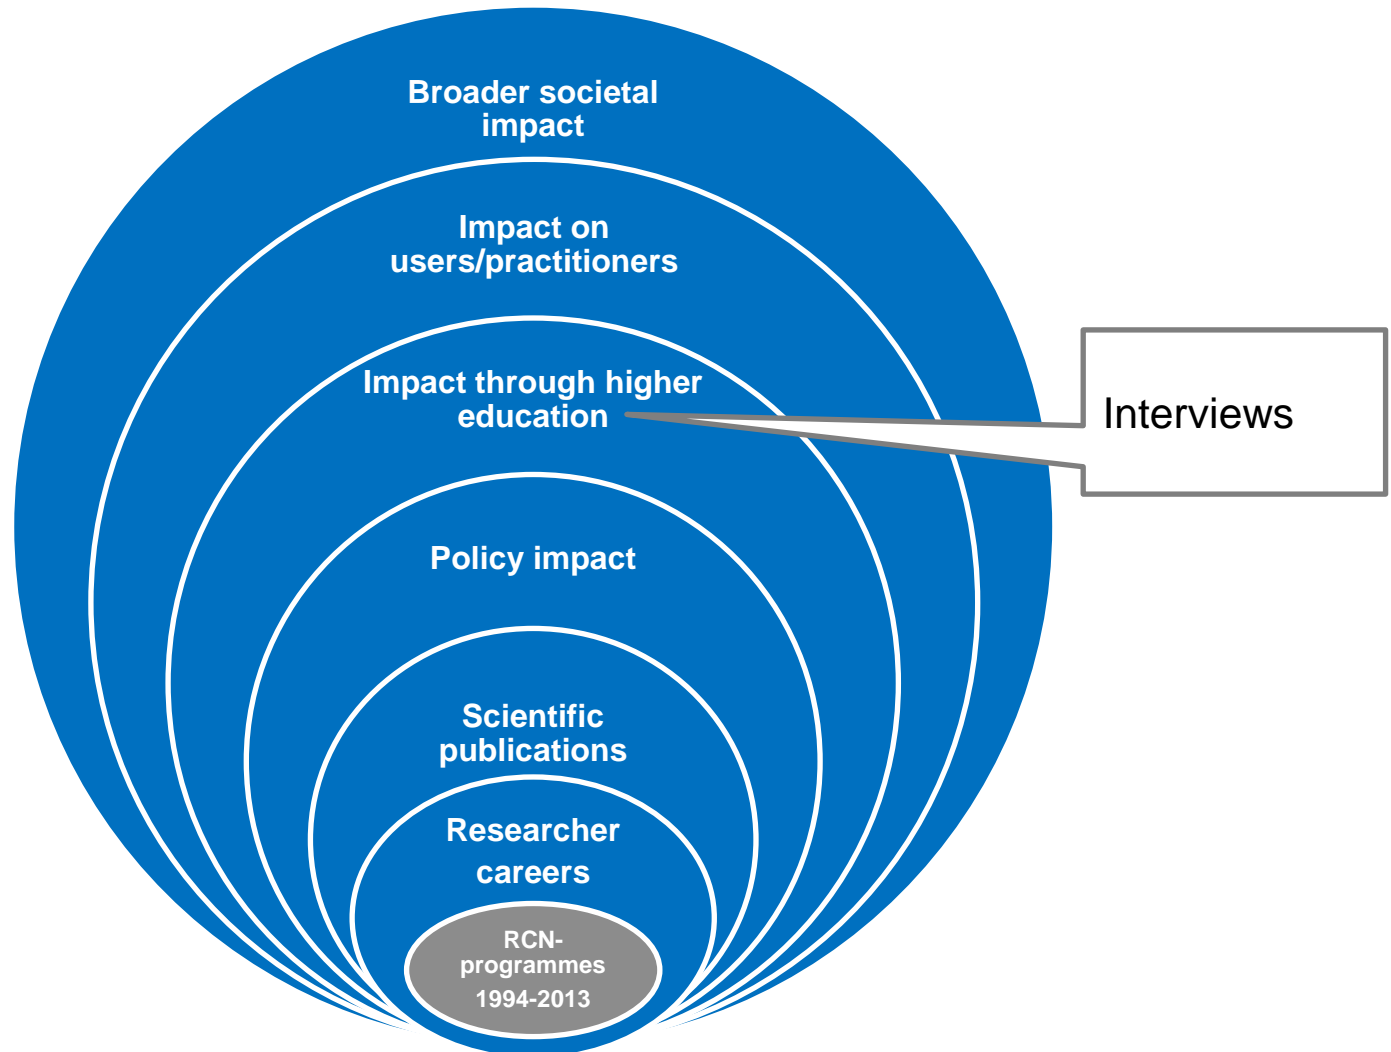 Broader societal
impact
Impact on
users/practitioners
Impact through higher
education
Interviews
Policy impact
Scientific
publications
Researcher
careers
RCN-
programmes
1994-2013